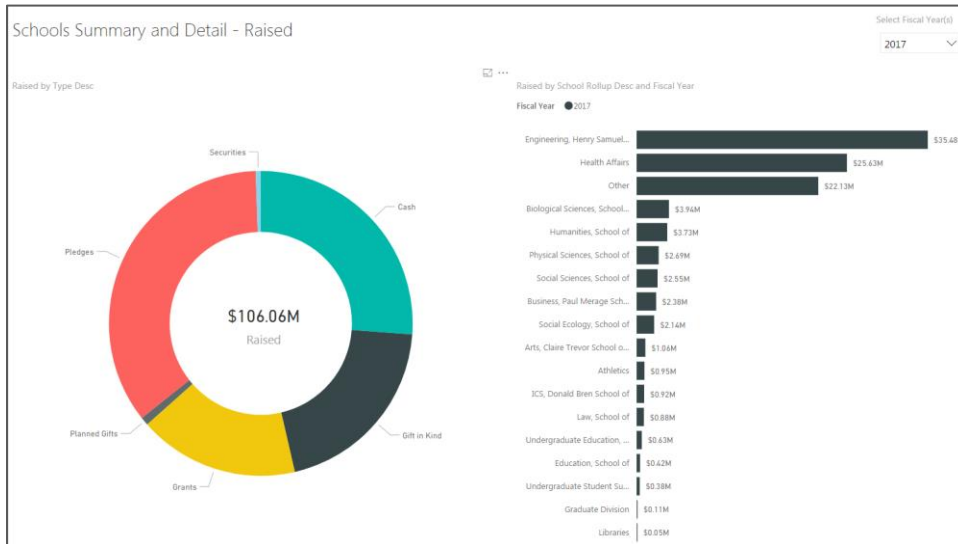 Schools Summary and Detail - Raised
Select Fiscal Year(s)
2017
Raised by Type Desc
Securities
Cash
Pledges
$106.06M
Raised
Planned Gifts
Gift in Kind
Grants
Raised by School Rollup Desc and Fiscal Year
Fiscal Year 2017
Engineering, Henry Samuel... $35.48
Health Affairs $25.63M
Other $22.13M
Biological Sciences, School... $3.94M
Humanities, School of $3.73M
Physical Sciences, School of $2.69M
Social Sciences, School of $2.55M
Business, Paul Merage Sch... $2.38M
Social Ecology, School of $2.14M
Arts, Claire Trevor School o... $1.06M
Athletics $0.95M
ICS, Donald Bren School of $0.92M
Law, School of $0.88M
Undergraduate Education, ... $0.63M
Education, School of $0.42M
Undergraduate Student Su... $0.38M
Graduate Division $0.11M
Libraries $0.05M